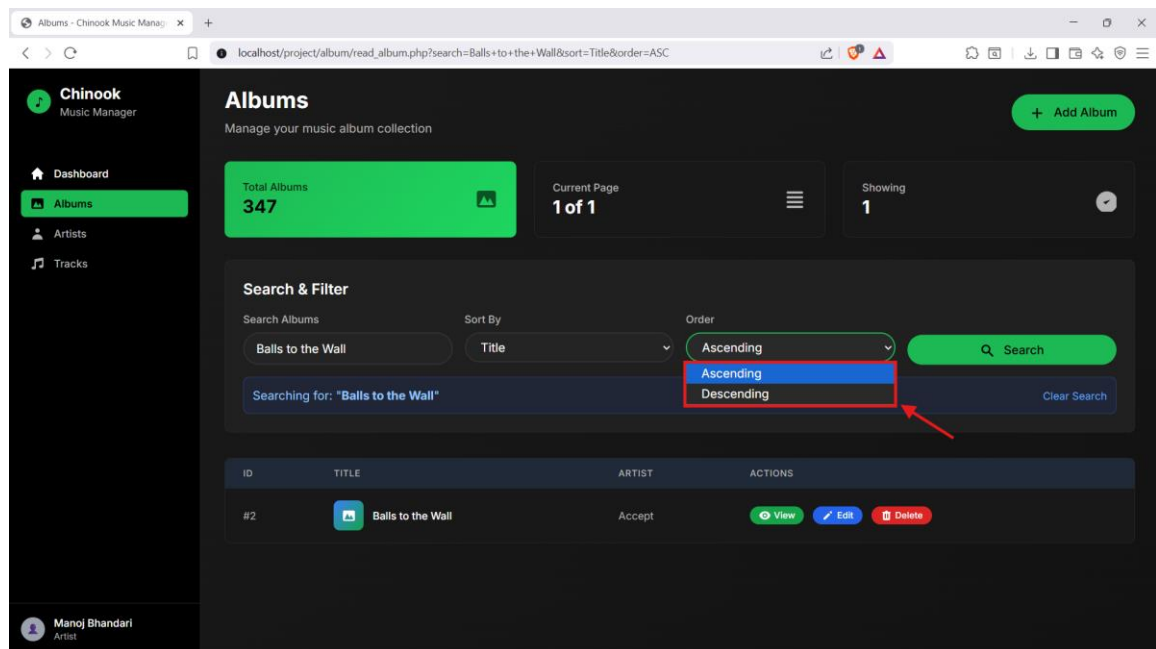 Albums - Chinook Music Manag
localhost/project/album/read_album.php?search=Balls+to+the+Wall&sort=Title&order=ASC
Chinook
Music Manager
Dashboard
Albums
Artists
Tracks
Manoj Bhandari
Artist
Albums
Manage your music album collection
+ Add Album
Total Albums
347
Current Page
1 of 1
Showing
1
Search & Filter
Search Albums
Sort By
Order
Balls to the Wall
Title
Ascending
Search
Ascending
Descending
Searching for: "Balls to the Wall"
Clear Search
ID TITLE ARTIST ACTIONS
#2 Balls to the Wall Accept View Edit Delete